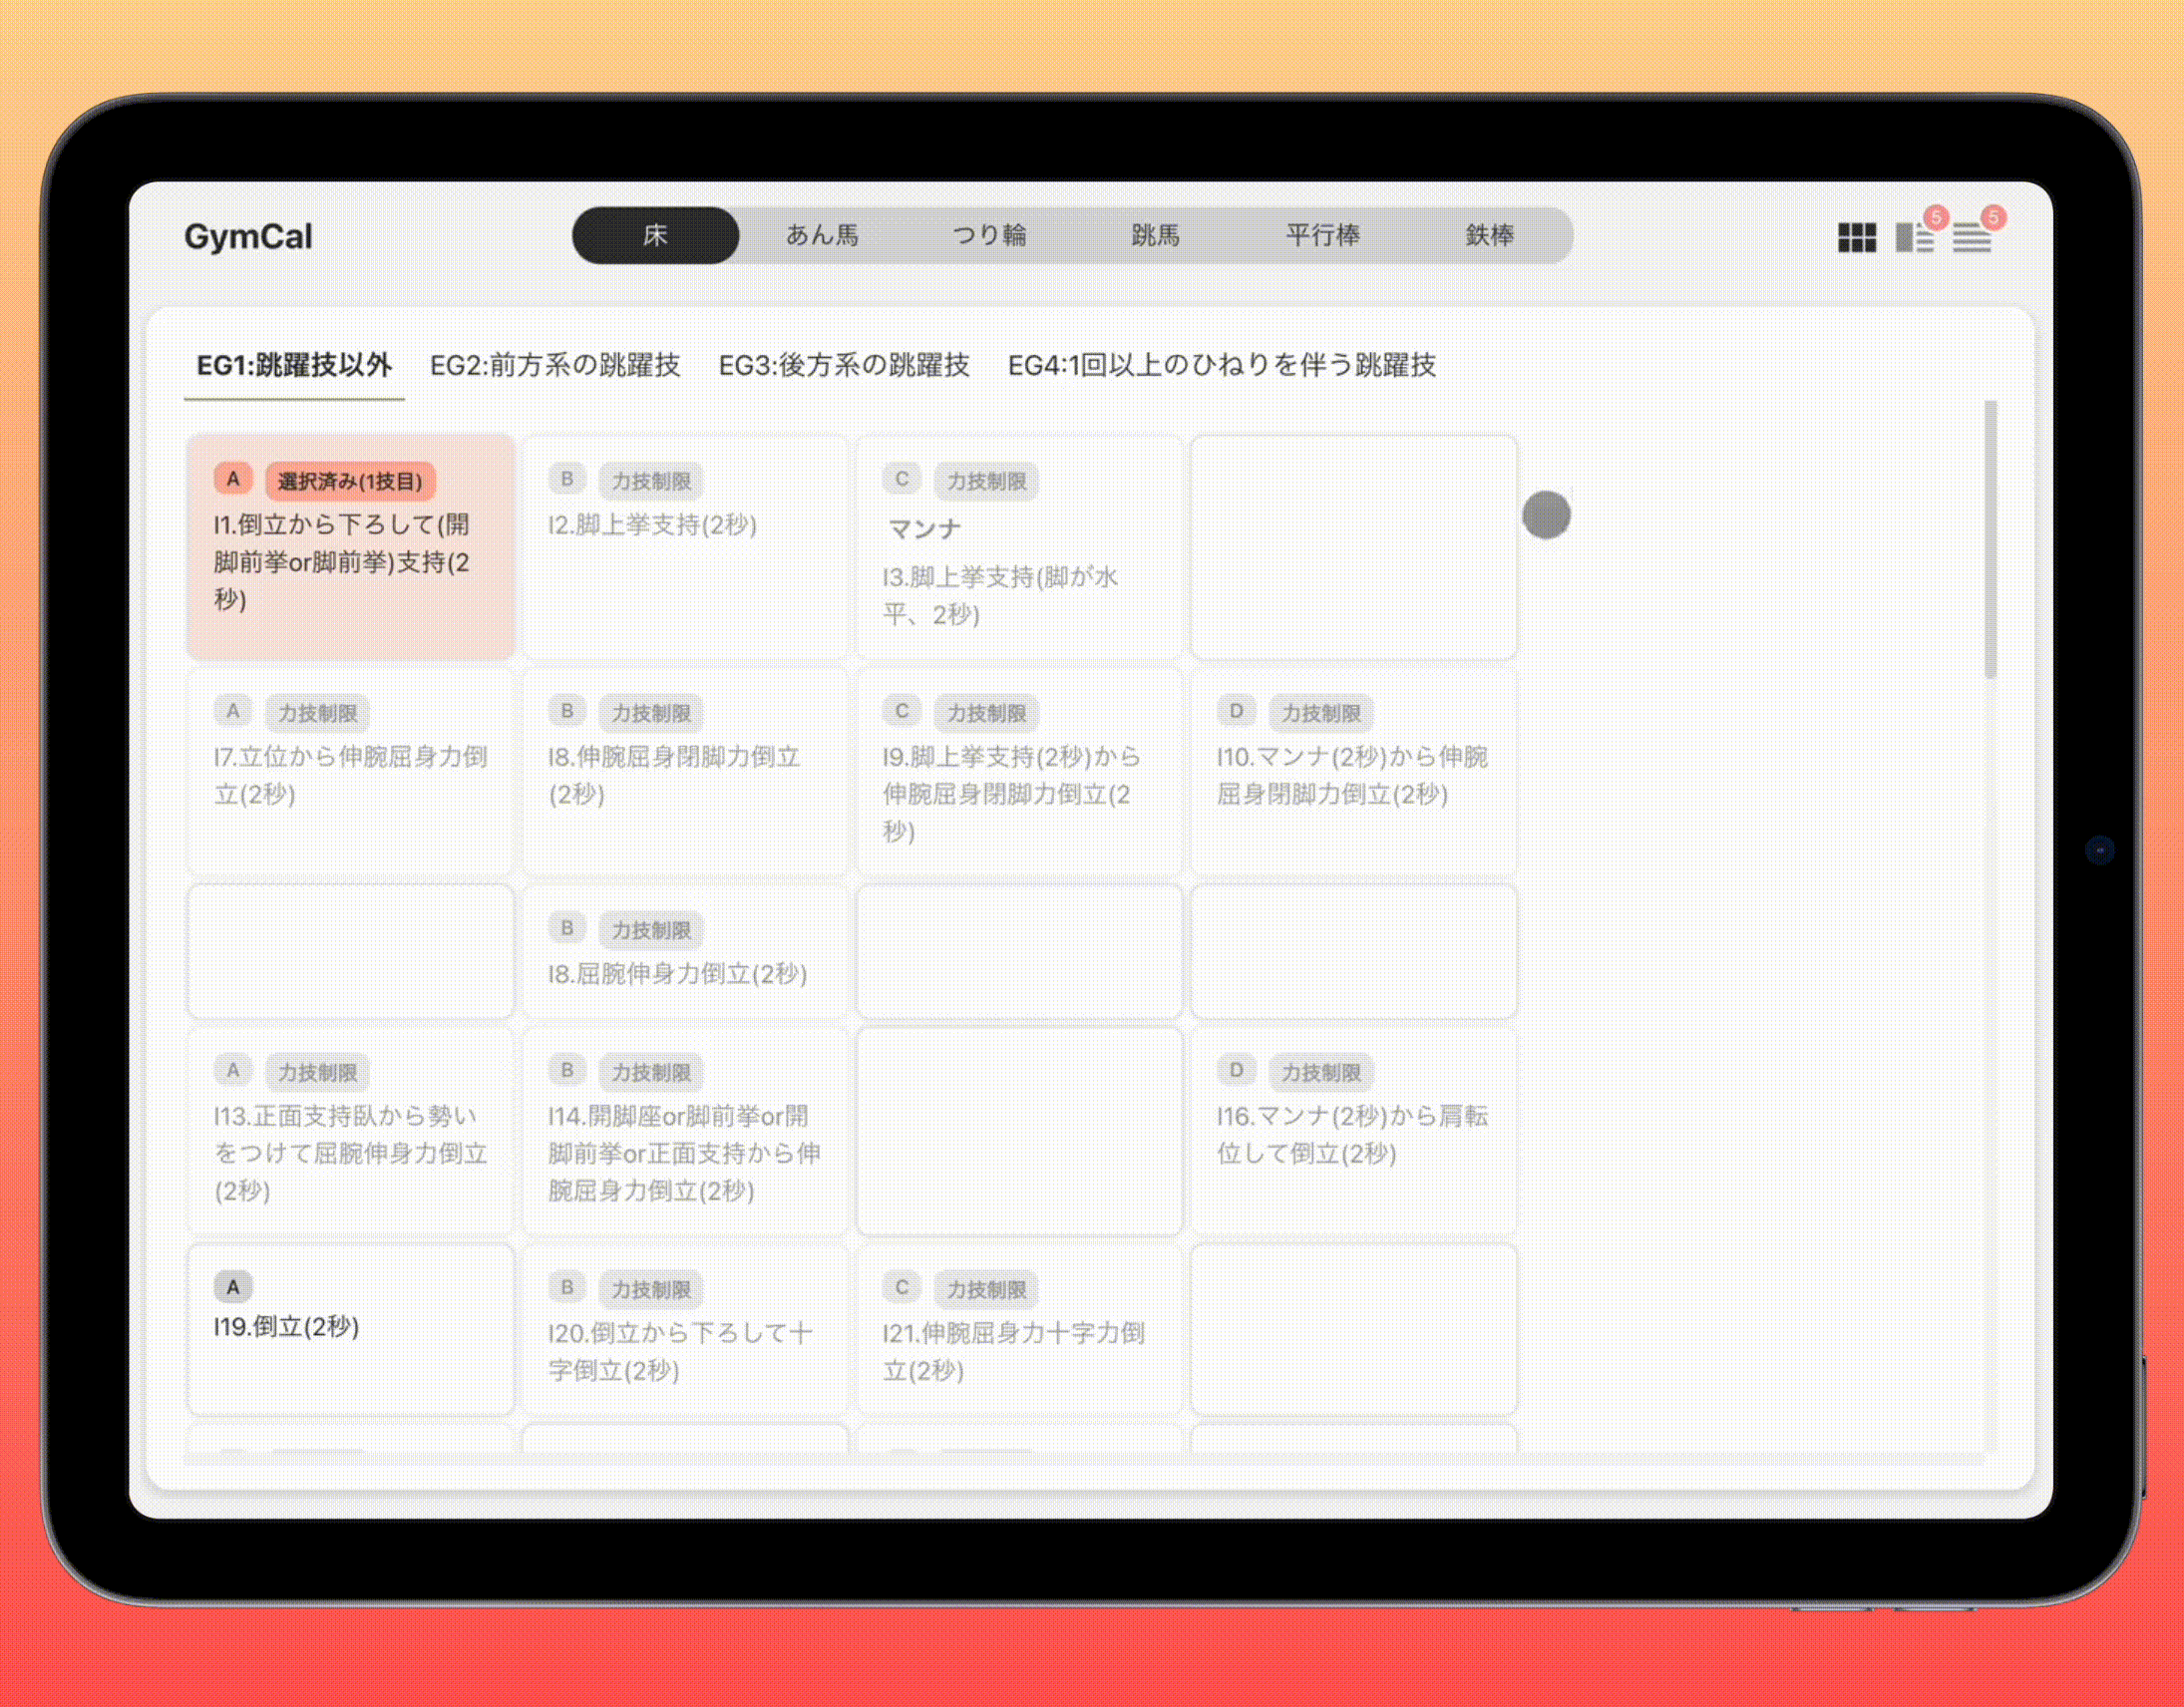 GymCal
床 あん馬 つり輪 跳馬 平行棒 鉄棒
5 5
EG1:跳躍技以外 EG2:前方系の跳躍技 EG3:後方系の跳躍技 EG4:1回以上のひねりを伴う跳躍技
A 選択済み(1技目)
I1.倒立から下ろして(開
脚前挙or脚前挙)支持(2
秒)
B 力技制限
I2.脚上挙支持(2秒)
C 力技制限
マンナ
I3.脚上挙支持(脚が水
平、2秒)
A 力技制限
I7.立位から伸腕屈身力倒
立(2秒)
B 力技制限
I8.伸腕屈身閉脚力倒立
(2秒)
C 力技制限
I9.脚上挙支持(2秒)から
伸腕屈身閉脚力倒立(2
秒)
D 力技制限
I10.マンナ(2秒)から伸腕
屈身閉脚力倒立(2秒)
B 力技制限
I8.屈腕伸身力倒立(2秒)
A 力技制限
I13.正面支持臥から勢い
をつけて屈腕伸身力倒立
(2秒)
B 力技制限
I14.開脚座or脚前挙or開
脚前挙or正面支持から伸
腕屈身力倒立(2秒)
D 力技制限
I16.マンナ(2秒)から肩転
位して倒立(2秒)
A
I19.倒立(2秒)
B 力技制限
I20.倒立から下ろして十
字倒立(2秒)
C 力技制限
I21.伸腕屈身力十字力倒
立(2秒)